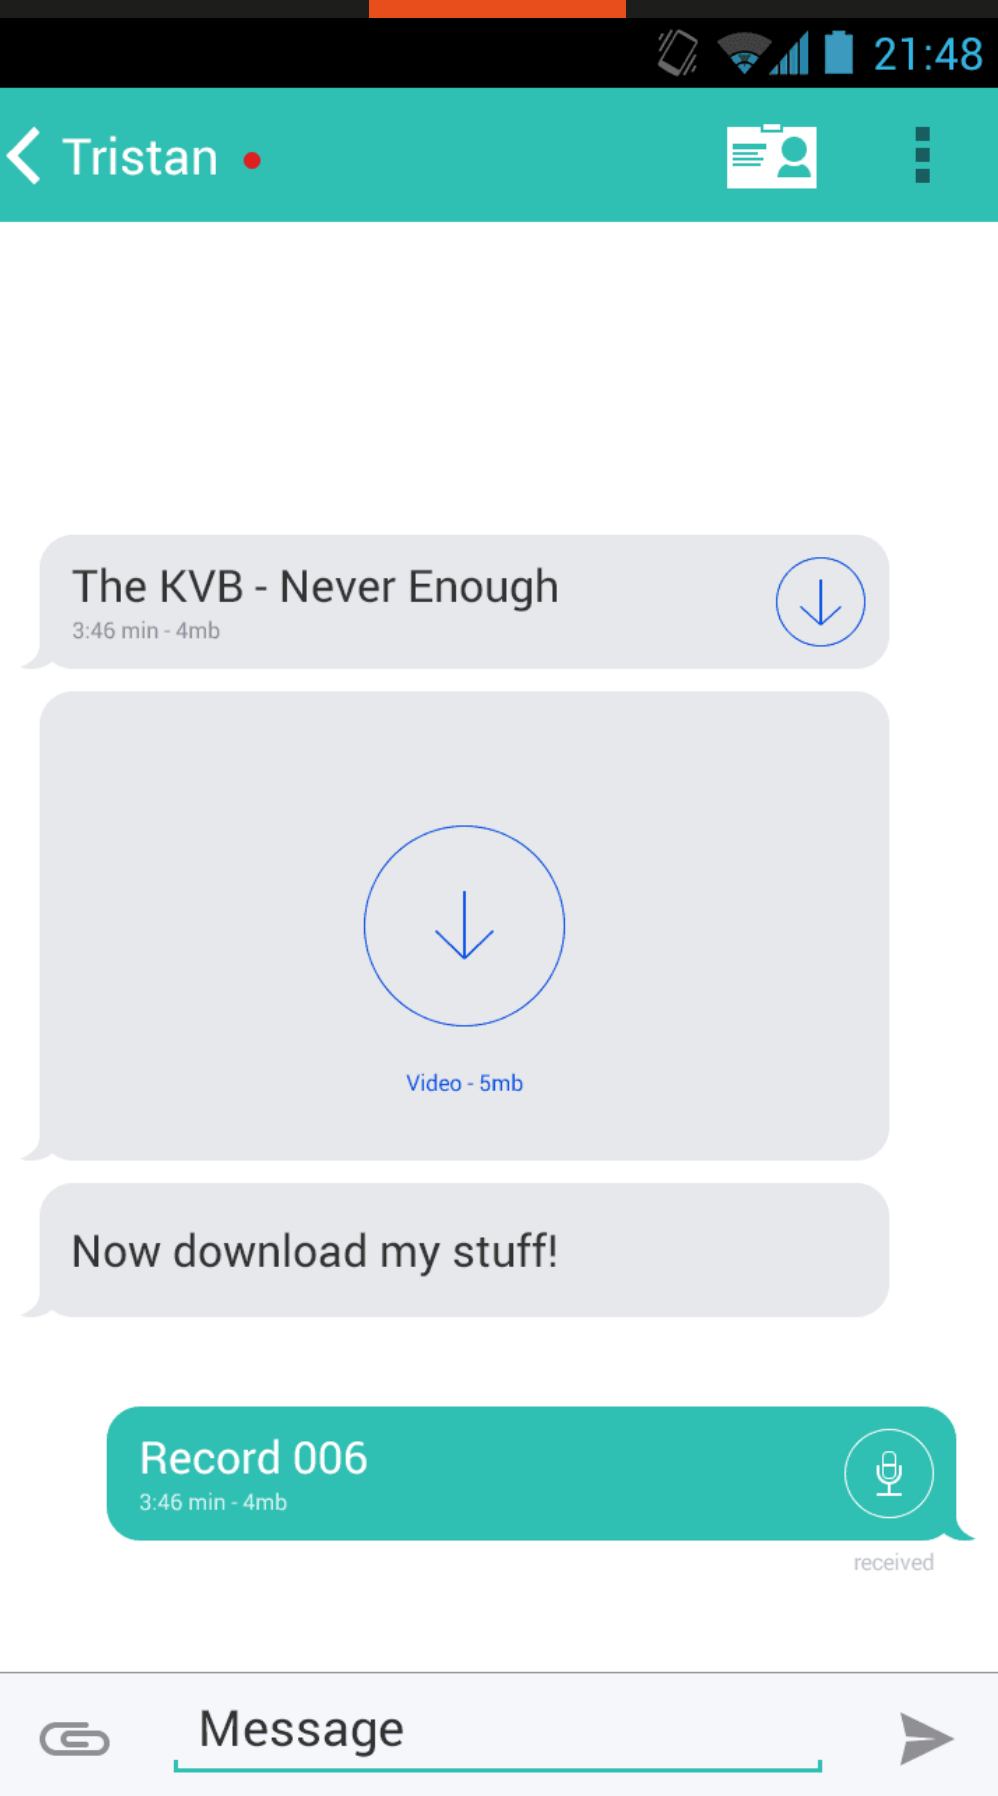 21:48
Tristan
The KVB - Never Enough
3:46 min - 4mb
Video - 5mb
Now download my stuff!
Record 006
3:46 min - 4mb
received
Message